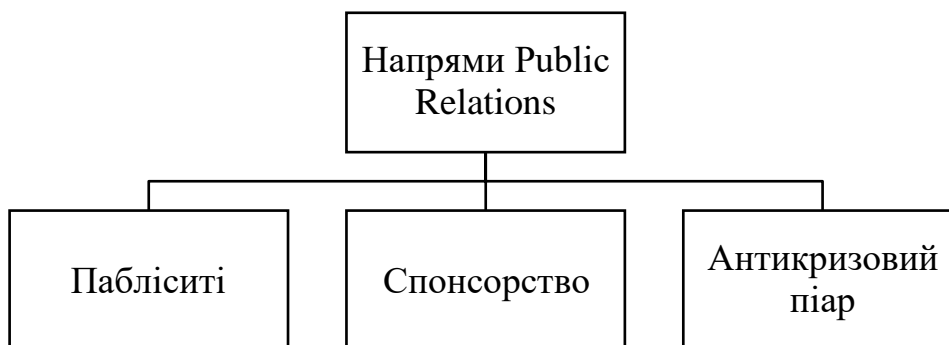 Напрями Public
Relations
Пабліситі
Спонсорство
Антикризовий
піар